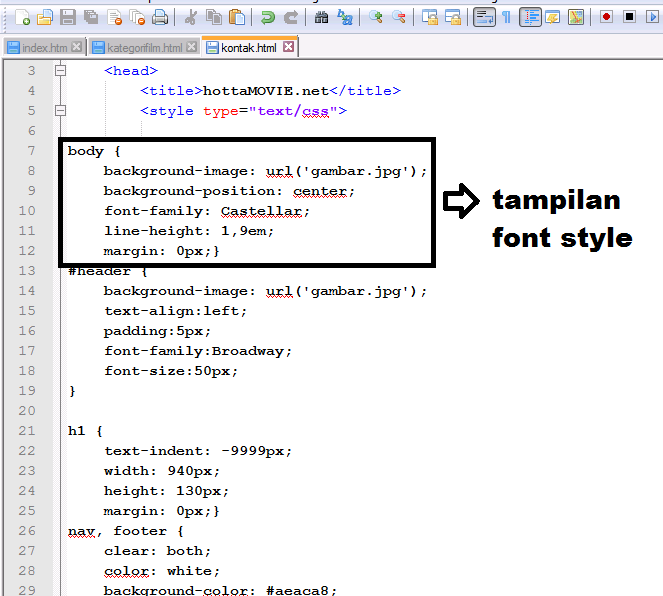 index.htm kategorifilm.html kontak.html
3 <head>
4 <title>hottaMOVIE.net</title>
5 <style type="text/css">
6
7 body {
8 background-image: url('gambar.jpg');
9 background-position: center;
10 font-family: Castellar;
11 line-height: 1,9em;
12 margin: 0px;}
13 #header {
14 background-image: url('gambar.jpg');
15 text-align:left;
16 padding:5px;
17 font-family:Broadway;
18 font-size:50px;
19 }
20
21 h1 {
22 text-indent: -9999px;
23 width: 940px;
24 height: 130px;
25 margin: 0px;}
26 nav, footer {
27 clear: both;
28 color: white;
29 background-color: #aeaca8;
tampilan
font style